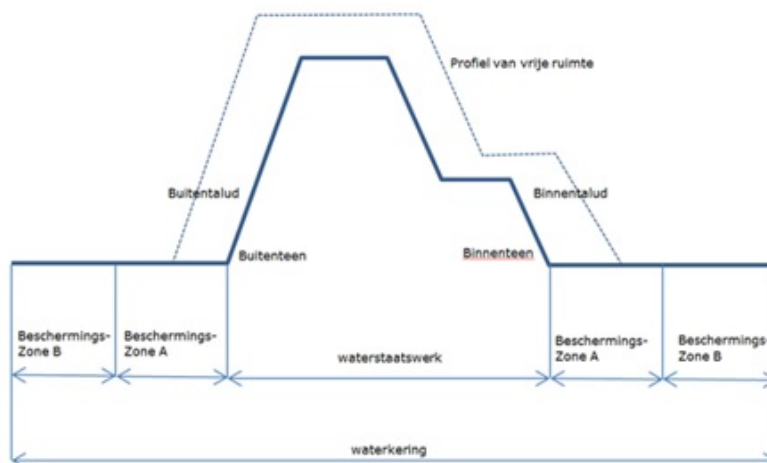 Profiel van vrije ruimte
Buitentalud
Binnentalud
Buitenteen
Binnenteen
Beschermings-
Zone B
Beschermings-
Zone A
waterstaatswerk
Beschermings-
Zone A
Beschermings-
Zone B
waterkering